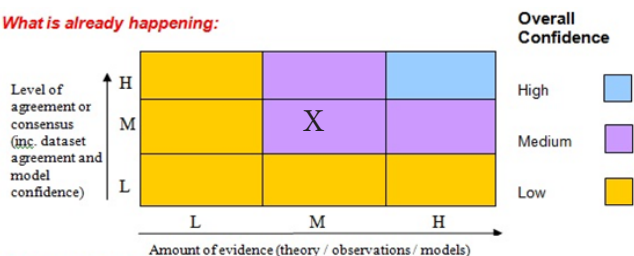 What is already happening:
Overall
Confidence
Level of
agreement or
consensus
(inc. dataset
agreement and
model
confidence)
H
M
L
X
L M H
Amount of evidence (theory / observations / models)
High
Medium
Low